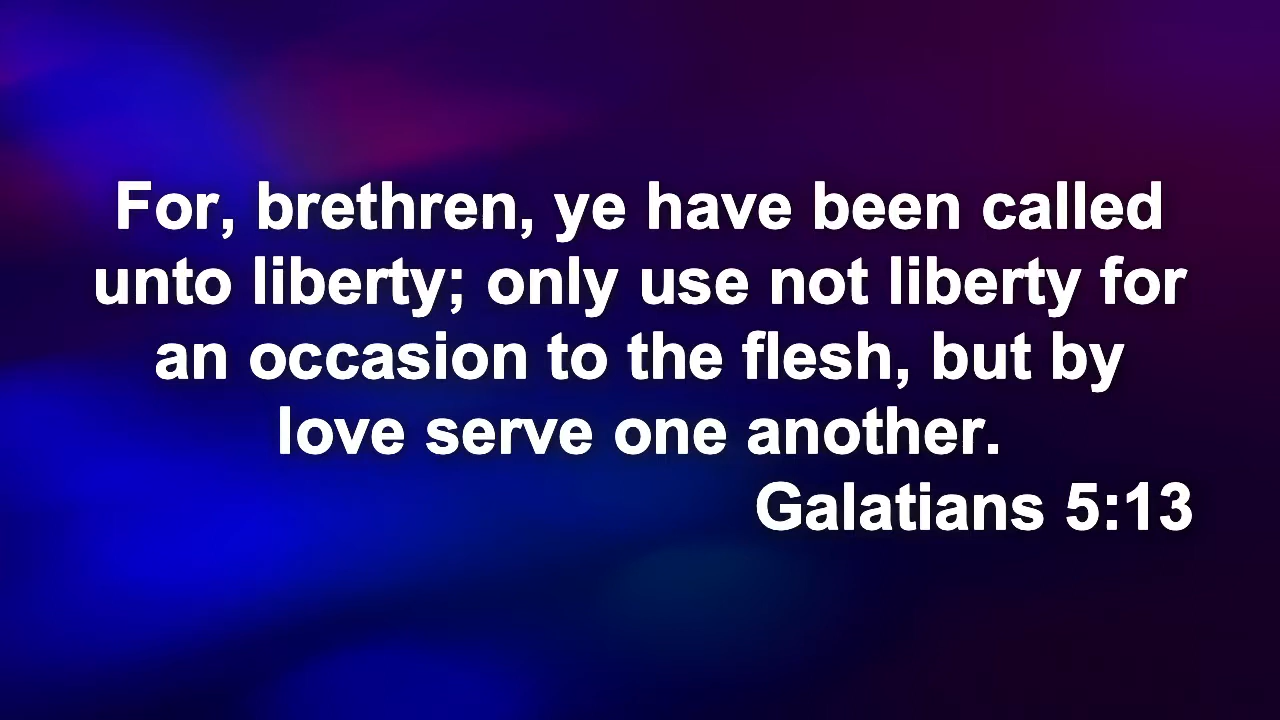 For, brethren, ye have been called
unto liberty; only use not liberty for
an occasion to the flesh, but by
love serve one another.
Galatians 5:13